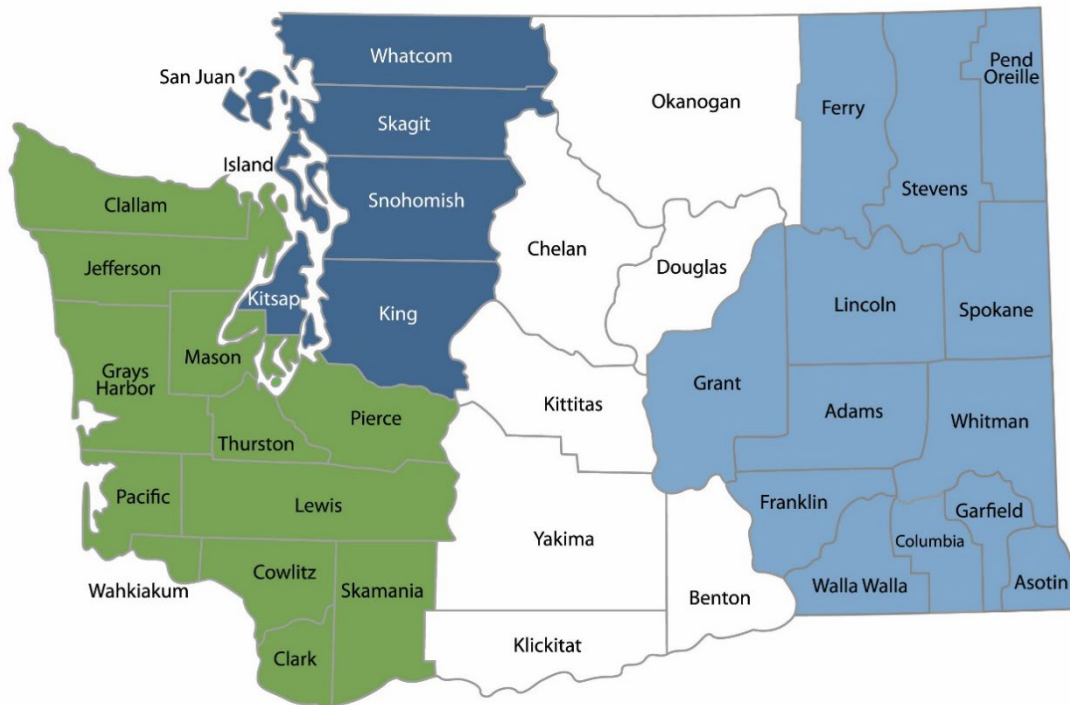 Whatcom
San Juan
Pend
Oreille
Okanogan
Ferry
Skagit
Island
Stevens
Clallam
Snohomish
Chelan
Jefferson
Douglas
Kitsap
King
Lincoln
Spokane
Mason
Grays
Harbor
Grant
Kittitas
Adams
Whitman
Pierce
Thurston
Pacific
Lewis
Franklin
Garfield
Yakima
Columbia
Wahkiakum
Cowlitz
Skamania
Benton
Walla Walla
Asotin
Klickitat
Clark